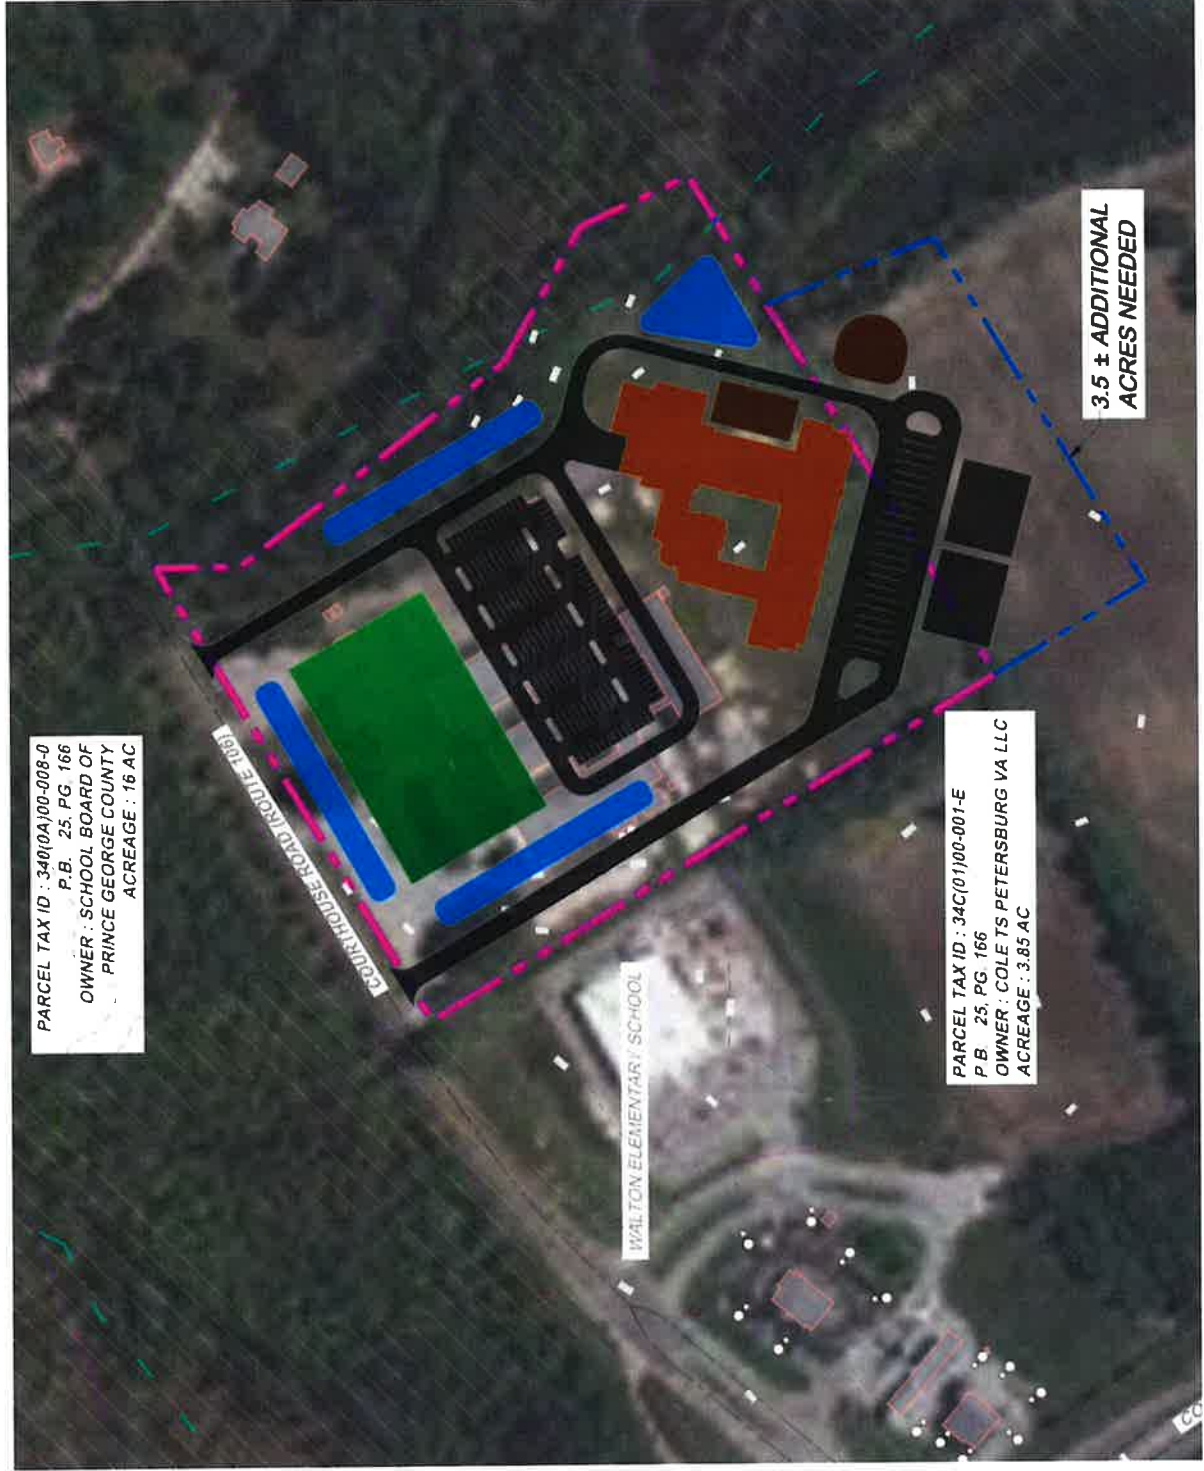 PARCEL TAX ID : 340(0A)00-008-0
P.B. 25, PG. 166
OWNER : SCHOOL BOARD OF
PRINCE GEORGE COUNTY
ACREAGE : 16 AC
COURTHOUSE ROAD (ROUTE 106)
WALTON ELEMENTARY SCHOOL
PARCEL TAX ID : 34C(01)00-001-E
P.B. 25, PG. 166
OWNER : COLE TS PETERSBURG VA LLC
ACREAGE : 3.85 AC
3.5 ± ADDITIONAL
ACRES NEEDED